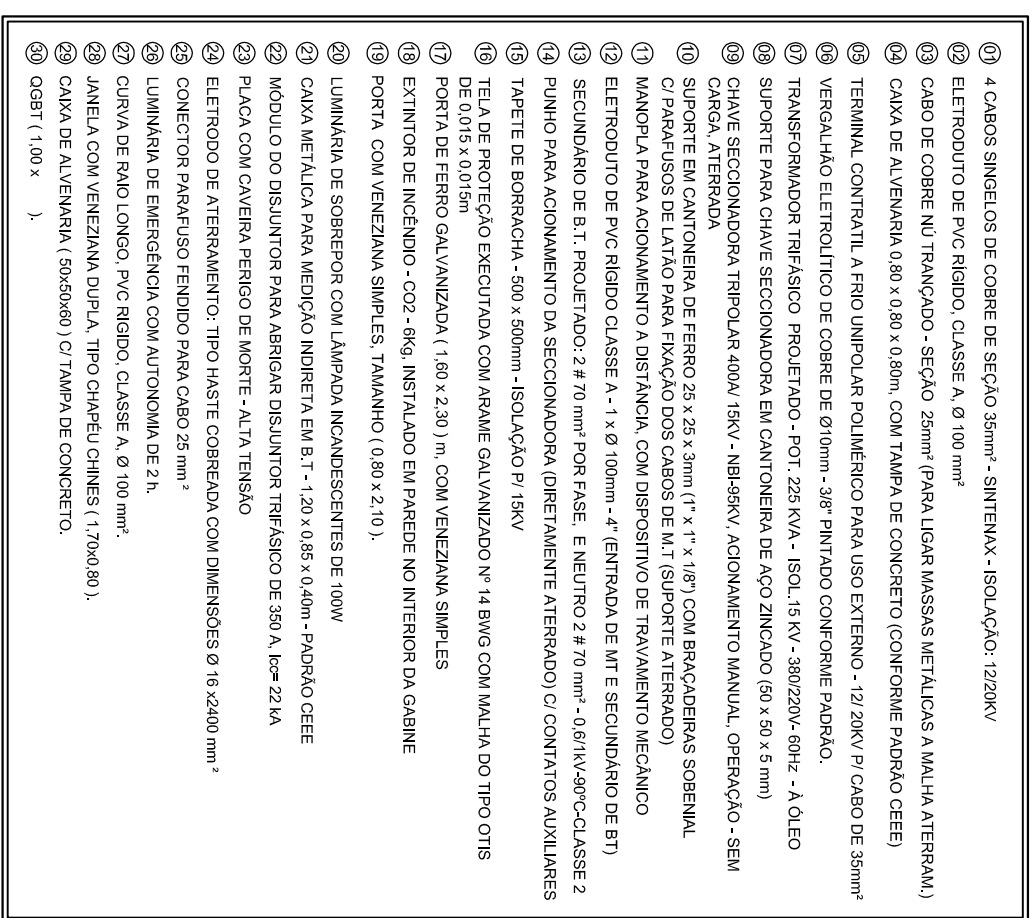 01 4 CABOS SINGELOS DE COBRE DE SEÇÃO 35mm² - SINTENAX - ISOLAÇÃO: 12/20KV
02 ELETRODUTO DE PVC RÍGIDO, CLASSE A, Ø 100 mm²
03 CABO DE COBRE NÚ TRANÇADO - SEÇÃO 25mm² (PARA LIGAR MASSAS METÁLICAS A MALHA ATERRAM.)
04 CAIXA DE ALVENARIA 0,80 x 0,80 x 0,80m, COM TAMPA DE CONCRETO (CONFORME PADRÃO CEEE)
05 TERMINAL CONTRATIL A FRIO UNIPOLAR POLIMÉRICO PARA USO EXTERNO - 12/ 20KV P/ CABO DE 35mm²
06 VERGALHÃO ELETROLÍTICO DE COBRE DE Ø10mm - 3/8" PINTADO CONFORME PADRÃO.
07 TRANSFORMADOR TRIFÁSICO PROJETADO - POT. 225 KVA - ISOL.15 KV - 380/220V- 60Hz - À ÓLEO
08 SUPORTE PARA CHAVE SECCIONADORA EM CANTONEIRA DE AÇO ZINCADO (50 x 50 x 5 mm)
09 CHAVE SECCIONADORA TRIPOLAR 400A/ 15KV - NBI-95KV, ACIONAMENTO MANUAL, OPERAÇÃO - SEM
CARGA, ATERRADA
10 SUPORTE EM CANTONEIRA DE FERRO 25 x 25 x 3mm (1" x 1" x 1/8") COM BRAÇADEIRAS SOBENIAL
C/ PARAFUSOS DE LATÃO PARA FIXAÇÃO DOS CABOS DE M.T (SUPORTE ATERRADO)
11 MANOPLA PARA ACIONAMENTO A DISTÂNCIA, COM DISPOSITIVO DE TRAVAMENTO MECÂNICO
12 ELETRODUTO DE PVC RÍGIDO CLASSE A - 1 x Ø 100mm - 4" (ENTRADA DE MT E SECUNDÁRIO DE BT)
13 SECUNDÁRIO DE B.T. PROJETADO: 2 # 70 mm² POR FASE, E NEUTRO 2 # 70 mm² - 0,6/1kV-90°C-CLASSE 2
14 PUNHO PARA ACIONAMENTO DA SECCIONADORA (DIRETAMENTE ATERRADO) C/ CONTATOS AUXILIARES
15 TAPETE DE BORRACHA - 500 x 500mm - ISOLAÇÃO P/ 15KV
16 TELA DE PROTEÇÃO EXECUTADA COM ARAME GALVANIZADO Nº 14 BWG COM MALHA DO TIPO OTIS
DE 0,015 x 0,015m
17 PORTA DE FERRO GALVANIZADA ( 1,60 x 2,30 ) m, COM VENEZIANA SIMPLES
18 EXTINTOR DE INCÊNDIO - CO2 - 6Kg, INSTALADO EM PAREDE NO INTERIOR DA GABINE
19 PORTA COM VENEZIANA SIMPLES, TAMANHO ( 0,80 x 2,10 ).
20 LUMINÁRIA DE SOBREPOR COM LÂMPADA INCANDESCENTES DE 100W
21 CAIXA METÁLICA PARA MEDIÇÃO INDIRETA EM B.T - 1,20 x 0,85 x 0,40m - PADRÃO CEEE
22 MÓDULO DO DISJUNTOR PARA ABRIGAR DISJUNTOR TRIFÁSICO DE 350 A, Icc= 22 kA
23 PLACA COM CAVEIRA PERIGO DE MORTE - ALTA TENSÃO
24 ELETRODO DE ATERRAMENTO: TIPO HASTE COBREADA COM DIMENSÕES Ø 16 x2400 mm ²
25 CONECTOR PARAFUSO FENDIDO PARA CABO 25 mm ²
26 LUMINÁRIA DE EMERGÊNCIA COM AUTONOMIA DE 2 h.
27 CURVA DE RAIO LONGO, PVC RIGIDO, CLASSE A, Ø 100 mm².
28 JANELA COM VENEZIANA DUPLA, TIPO CHAPÉU CHINES ( 1,70x0,80 ).
29 CAIXA DE ALVENARIA ( 50x50x60 ) C/ TAMPA DE CONCRETO.
30 QGBT ( 1,00 x ).